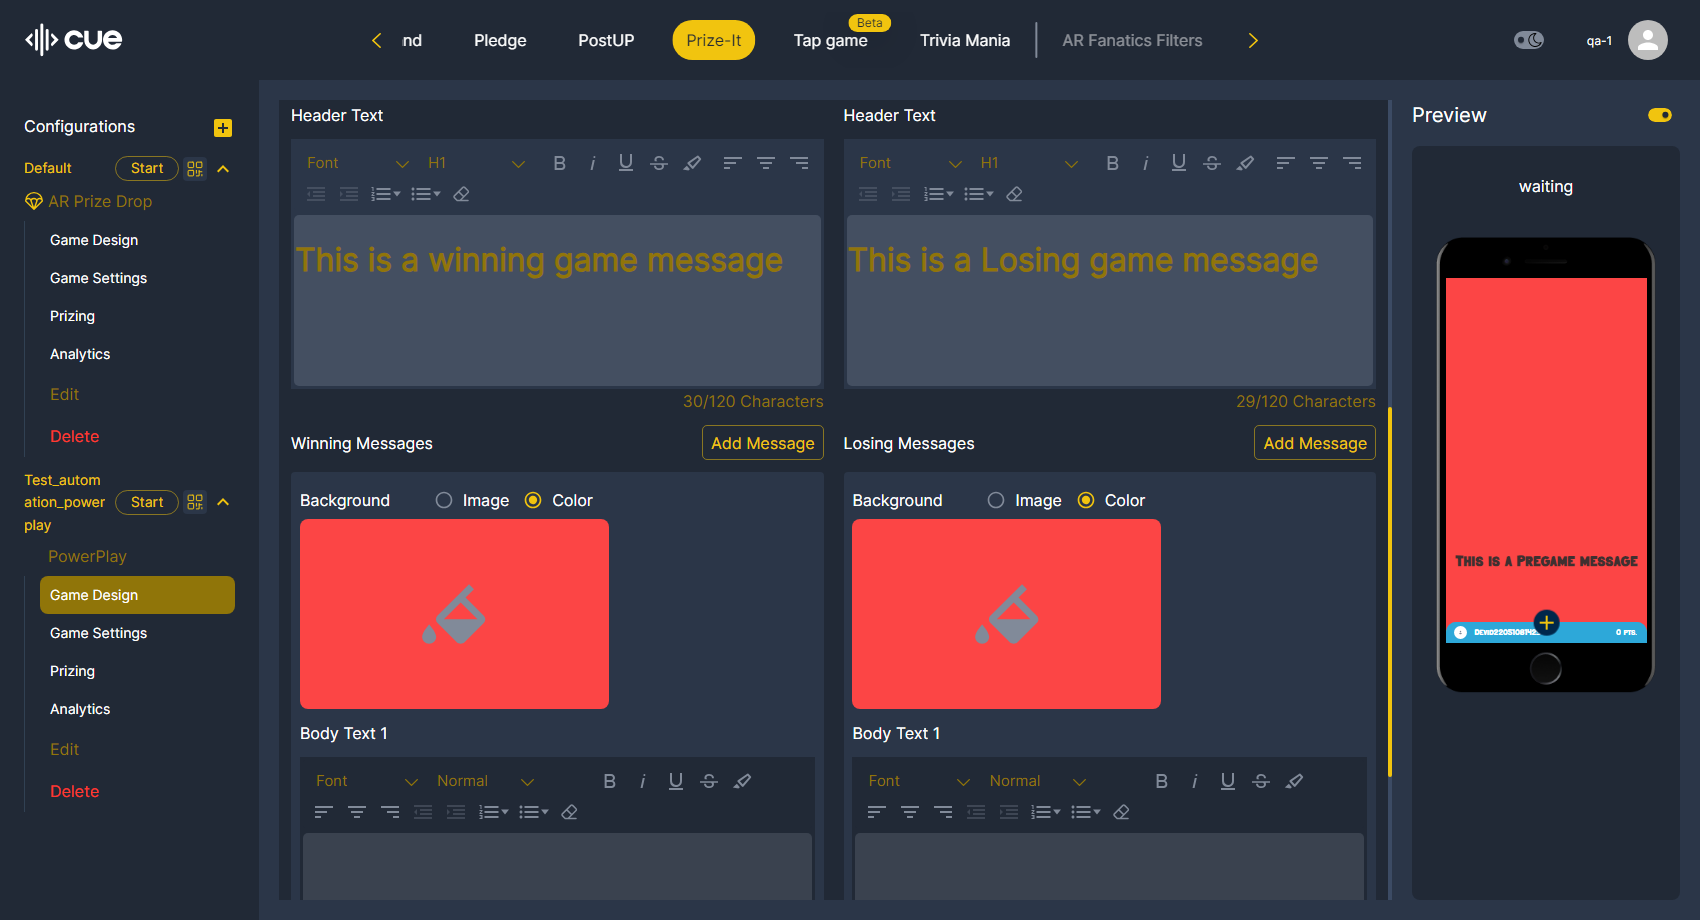 cue
nd
Pledge
PostUP
Prize-It
Tap game
Beta
Trivia Mania
AR Fanatics Filters
qa-1
Configurations
Default
Start
AR Prize Drop
Game Design
Game Settings
Prizing
Analytics
Edit
Delete
Test_autom
ation_power
play
Start
PowerPlay
Game Design
Game Settings
Prizing
Analytics
Edit
Delete
Header Text
Font
H1
This is a winning game message
30/120 Characters
Winning Messages
Add Message
Background
Image
Color
Body Text 1
Font
Normal
Header Text
Font
H1
This is a Losing game message
29/120 Characters
Losing Messages
Add Message
Background
Image
Color
Body Text 1
Font
Normal
Preview
waiting
This is a Pregame message
0 pts.